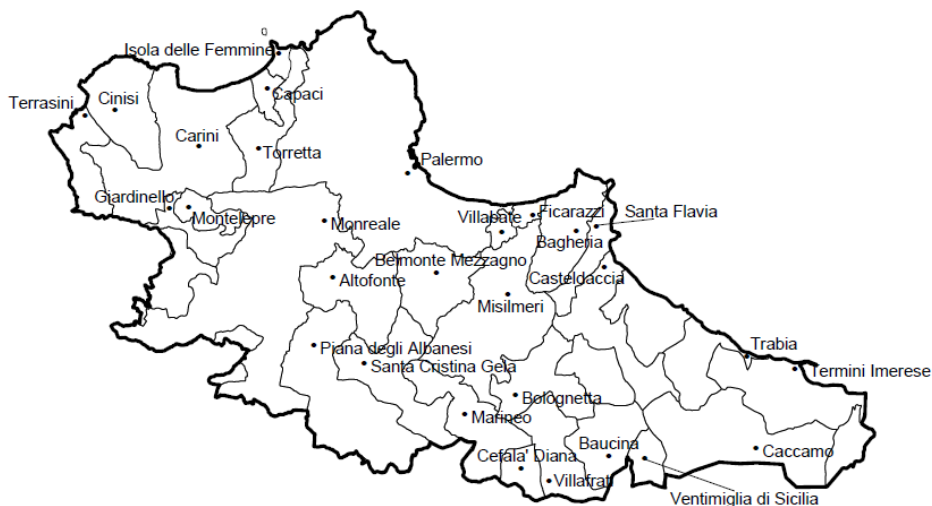 Isola delle Femmine
Capaci
Terrasini
Cinisi
Carini
Torretta
Palermo
Giardinello
Montelepre
Monreale
Villabate
Ficarazzi
Santa Flavia
Bagheria
Belmonte Mezzagno
Altofonte
Casteldaccia
Misilmeri
Piana degli Albanesi
Santa Cristina Gela
Trabia
Termini Imerese
Bolognetta
Marineo
Cefala' Diana
Baucina
Caccamo
Villafrati
Ventimiglia di Sicilia